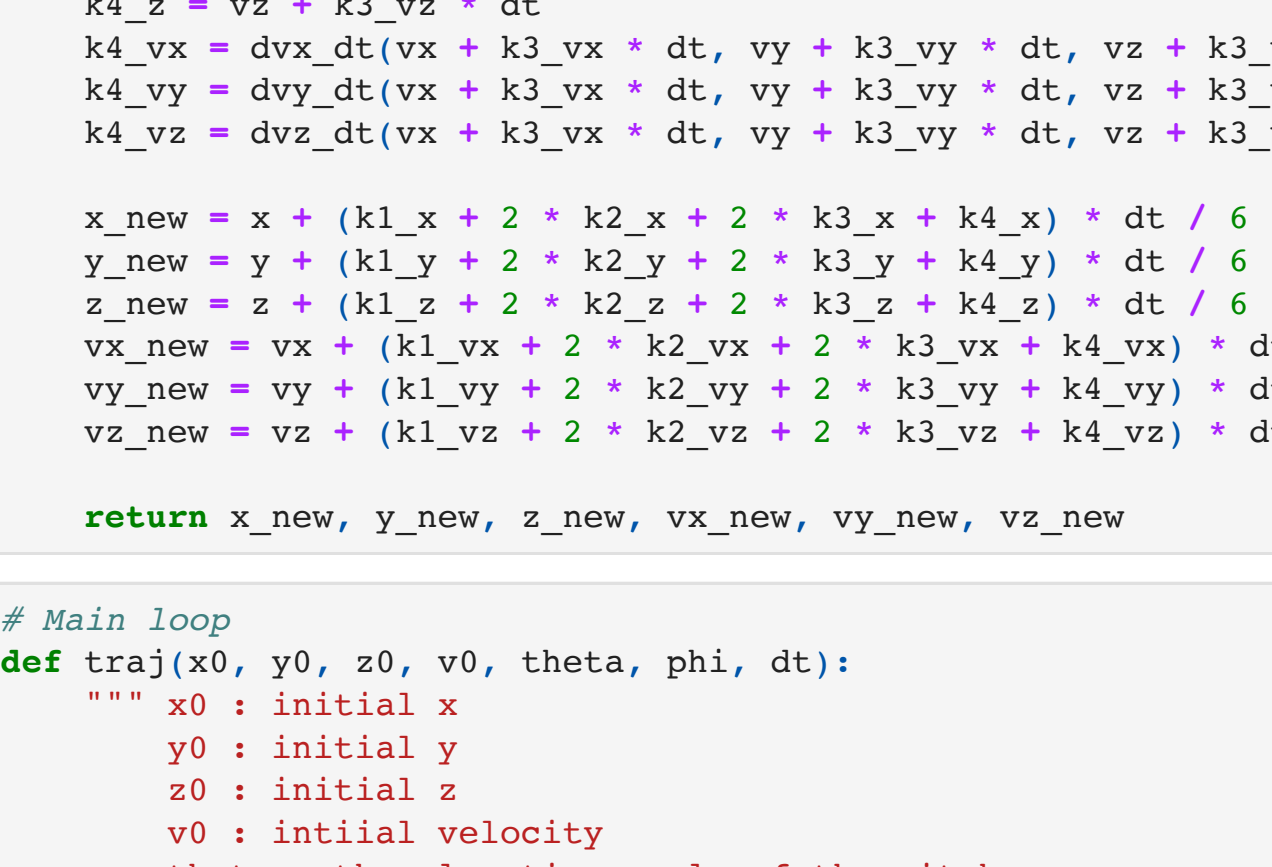 k4_z = vz + k3_vz * dt
k4_vx = dvx_dt(vx + k3_vx * dt, vy + k3_vy * dt, vz + k3_
k4_vy = dvy_dt(vx + k3_vx * dt, vy + k3_vy * dt, vz + k3_
k4_vz = dvz_dt(vx + k3_vx * dt, vy + k3_vy * dt, vz + k3_
x_new = x + (k1_x + 2 * k2_x + 2 * k3_x + k4_x) * dt / 6
y_new = y + (k1_y + 2 * k2_y + 2 * k3_y + k4_y) * dt / 6
z_new = z + (k1_z + 2 * k2_z + 2 * k3_z + k4_z) * dt / 6
vx_new = vx + (k1_vx + 2 * k2_vx + 2 * k3_vx + k4_vx) * d
vy_new = vy + (k1_vy + 2 * k2_vy + 2 * k3_vy + k4_vy) * d
vz_new = vz + (k1_vz + 2 * k2_vz + 2 * k3_vz + k4_vz) * d
return x_new, y_new, z_new, vx_new, vy_new, vz_new
# Main loop
def traj(x0, y0, z0, v0, theta, phi, dt):
""" x0 : initial x
y0 : initial y
z0 : initial z
v0 : intiial velocity